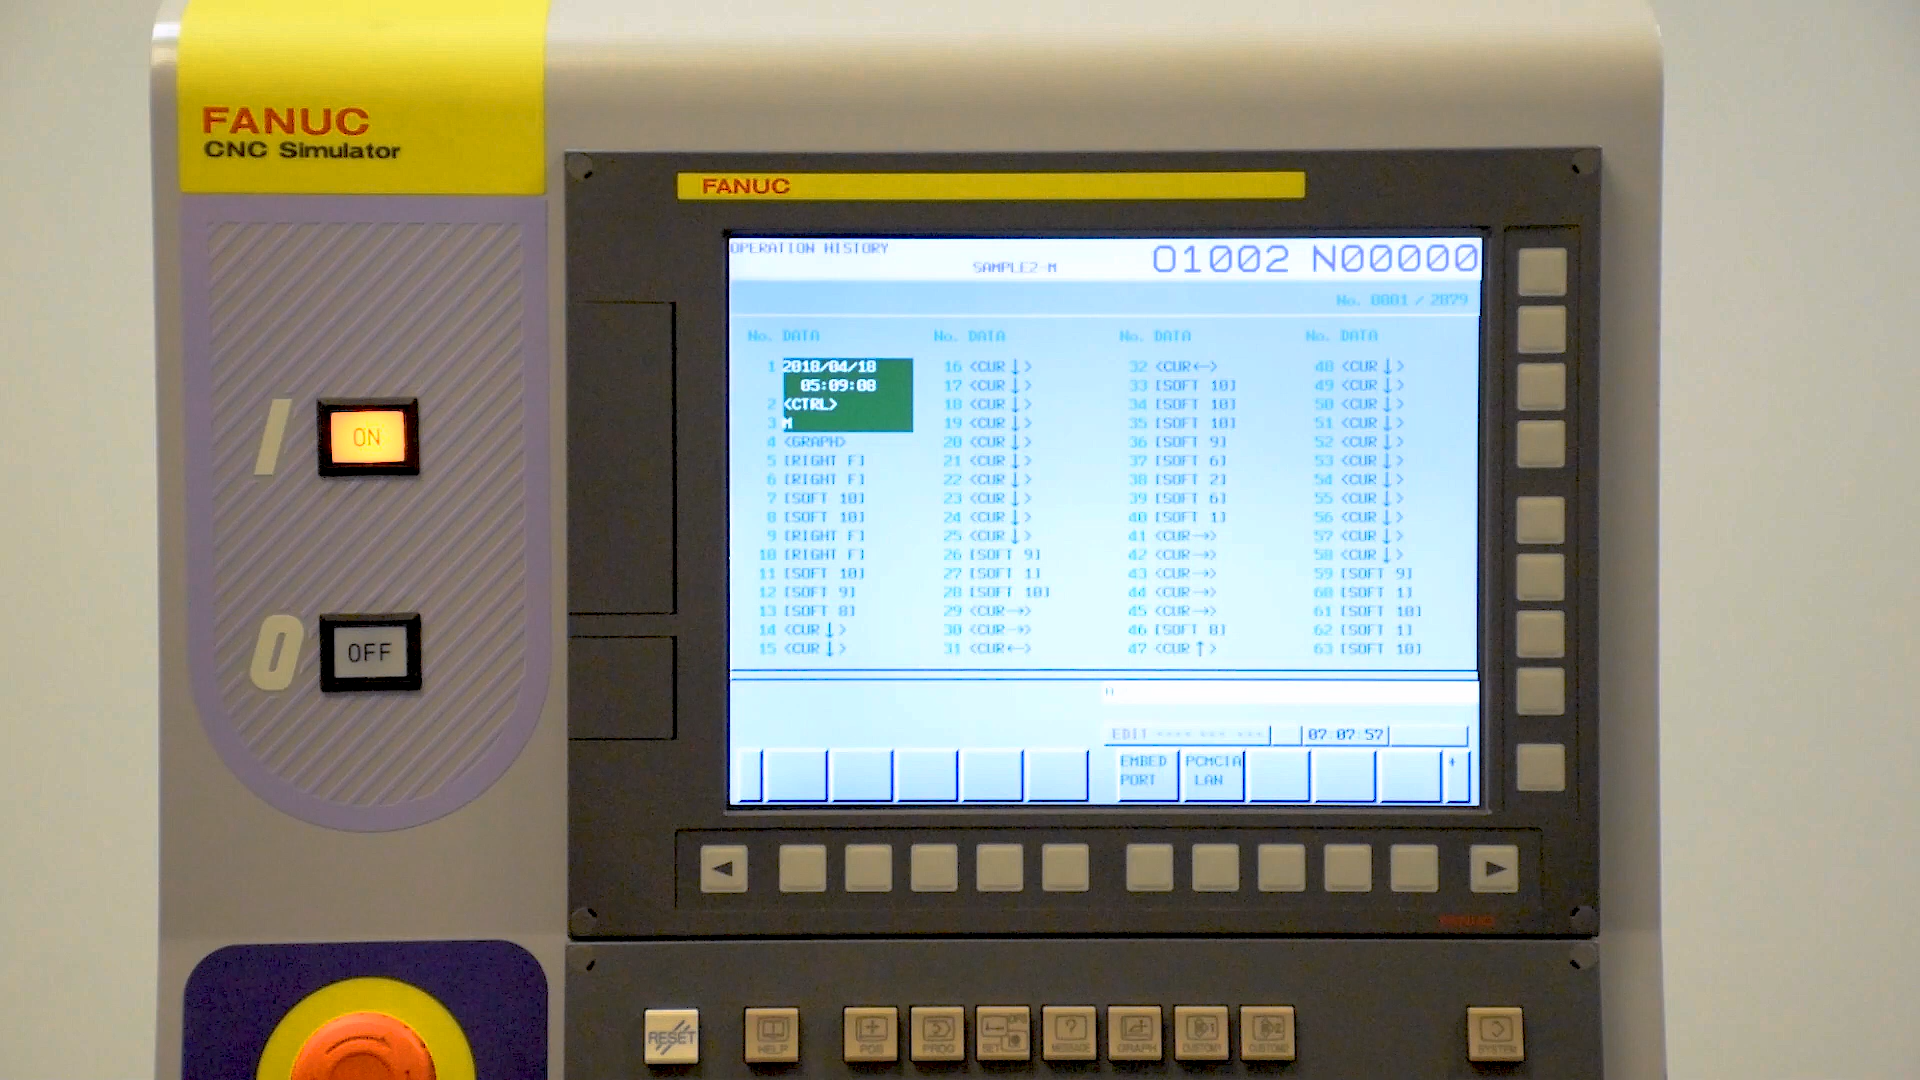 FANUC
CNC Simulator
FANUC
OPERATION HISTORY
SAMPLE2-M
O1002 N00000
No. 0001 / 2879
No. DATA No. DATA No. DATA No. DATA
1 2018/04/18 16 <CUR ↓> 32 <CUR←> 48 <CUR ↓>
05:09:08 17 <CUR ↓> 33 [SOFT 10] 49 <CUR ↓>
2 <CTRL> 18 <CUR ↓> 34 [SOFT 10] 50 <CUR ↓>
3 M 19 <CUR ↓> 35 [SOFT 10] 51 <CUR ↓>
4 <GRAPH> 20 <CUR ↓> 36 [SOFT 9] 52 <CUR ↓>
5 [RIGHT F] 21 <CUR ↓> 37 [SOFT 6] 53 <CUR ↓>
6 [RIGHT F] 22 <CUR ↓> 38 [SOFT 2] 54 <CUR ↓>
7 [SOFT 10] 23 <CUR ↓> 39 [SOFT 6] 55 <CUR ↓>
8 [SOFT 10] 24 <CUR ↓> 40 [SOFT 1] 56 <CUR ↓>
9 [RIGHT F] 25 <CUR ↓> 41 <CUR→> 57 <CUR ↓>
10 [RIGHT F] 26 [SOFT 9] 42 <CUR→> 58 <CUR ↓>
11 [SOFT 10] 27 [SOFT 1] 43 <CUR→> 59 [SOFT 9]
12 [SOFT 9] 28 [SOFT 10] 44 <CUR→> 60 [SOFT 1]
13 [SOFT 8] 29 <CUR→> 45 <CUR→> 61 [SOFT 10]
14 <CUR ↓> 30 <CUR→> 46 [SOFT 8] 62 [SOFT 1]
15 <CUR ↓> 31 <CUR←> 47 <CUR ↑> 63 [SOFT 10]
EDIT **** *** *** 07:07:57
EMBED PORT
PCMCIA LAN
+
ON
OFF
FANUC
RESET HELP POS PROG MESSAGE GRAPH CUSTOM1 CUSTOM2 SYSTEM